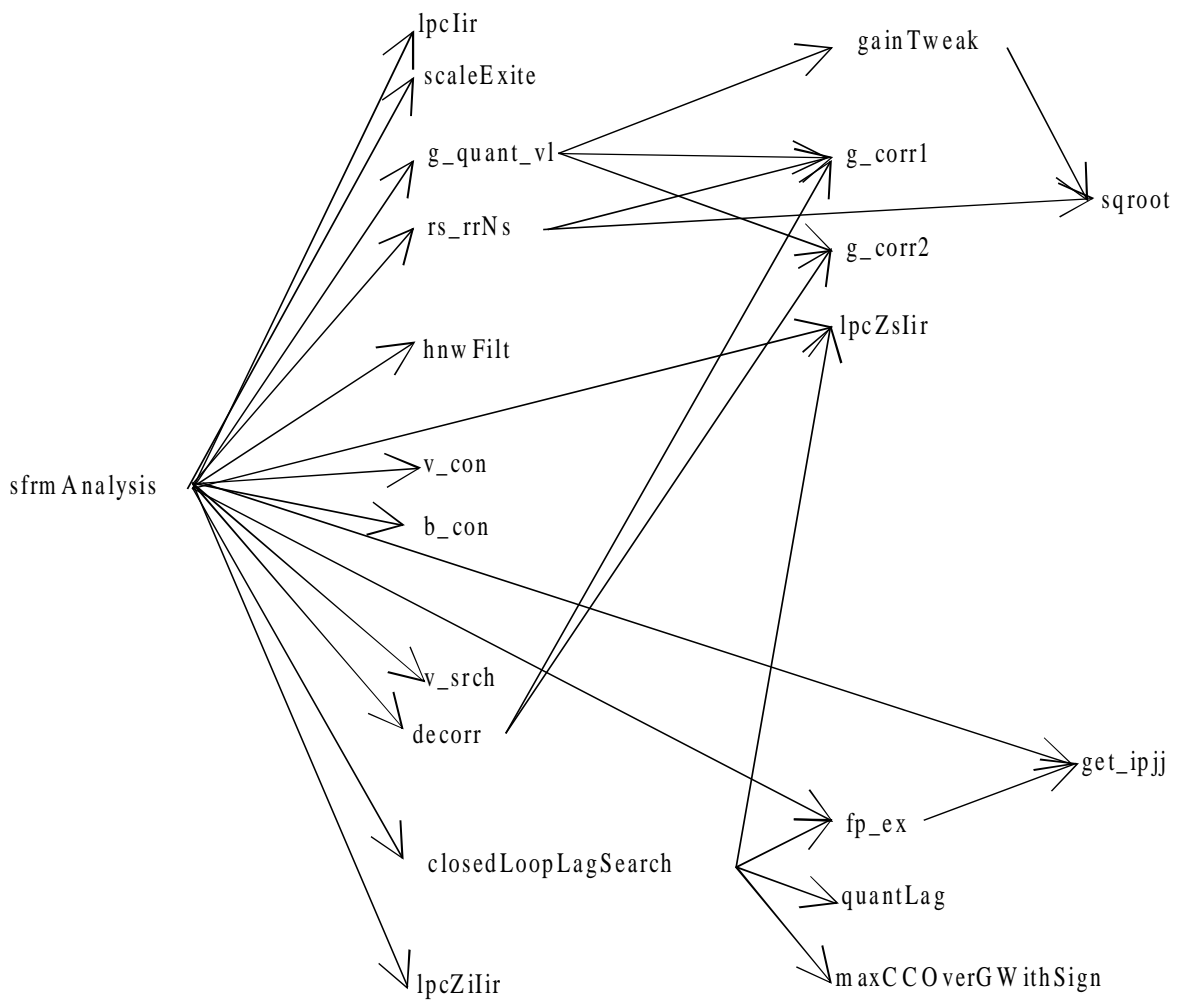 lpcIir
scaleExite
g_quant_vl
rs_rrNs
hnwFilt
sfrmAnalysis
v_con
b_con
v_srch
decorr
closedLoopLagSearch
lpcZiIir
gainTweak
g_corr1
g_corr2
lpcZsIir
fp_ex
quantLag
maxCCOverGWithSign
sqroot
get_ipjj